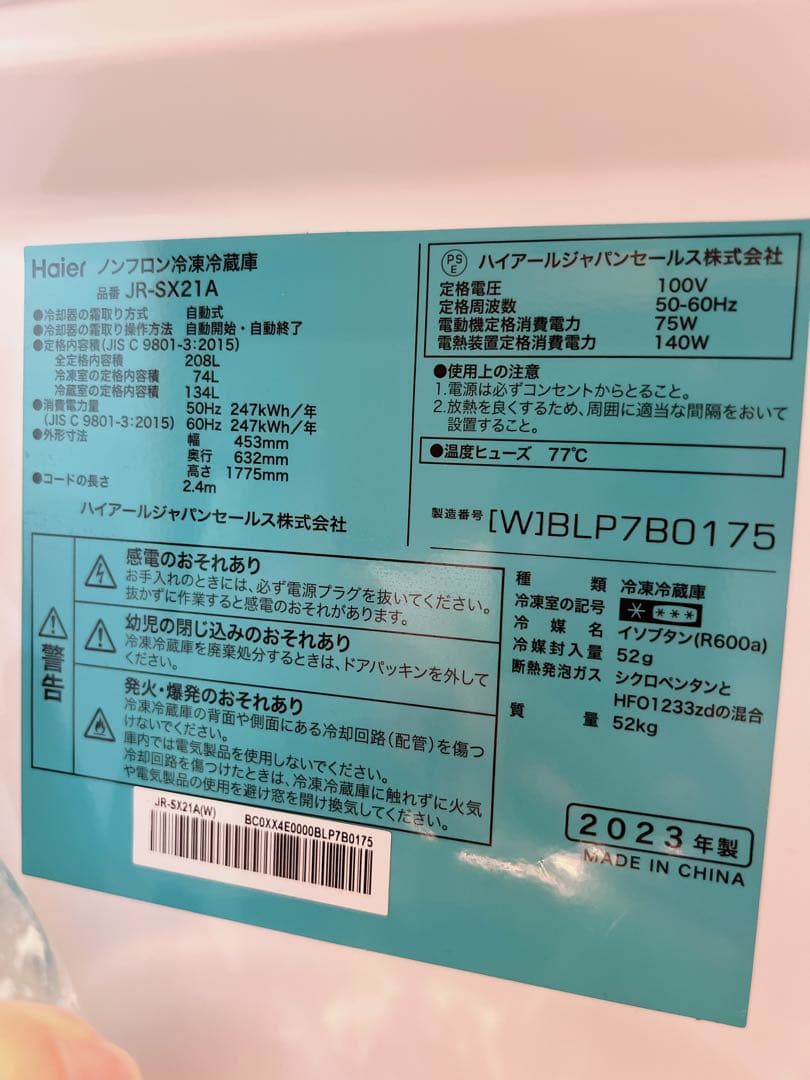 Haier ノンフロン冷凍冷蔵庫
品番 JR-SX21A
●冷却器の霜取り方式 自動式
●冷却器の霜取り操作方法 自動開始・自動終了
●定格内容積(JIS C 9801-3:2015)
全定格内容積 208L
冷凍室の定格内容積 74L
冷蔵室の定格内容積 134L
●消費電力量 50Hz 247kWh/年
(JIS C 9801-3:2015) 60Hz 247kWh/年
●外形寸法 幅 453mm
奥行 632mm
高さ 1775mm
●コードの長さ 2.4m
ハイアールジャパンセールス株式会社
PSE ハイアールジャパンセールス株式会社
定格電圧 100V
定格周波数 50-60Hz
電動機定格消費電力 75W
電熱装置定格消費電力 140W
●使用上の注意
1.電源は必ずコンセントからとること。
2.放熱を良くするため、周囲に適当な間隔をおいて
設置すること。
●温度ヒューズ 77℃
製造番号 [W]BLP7B0175
警告
感電のおそれあり
お手入れのときには、必ず電源プラグを抜いてください。
抜かずに作業すると感電のおそれがあります。
幼児の閉じ込みのおそれあり
冷凍冷蔵庫を廃棄処分するときは、ドアパッキンを外して
ください。
発火・爆発のおそれあり
冷凍冷蔵庫の背面や側面にある冷却回路(配管)を傷つ
けないでください。
庫内では電気製品を使用しないでください。
冷却回路を傷つけたときは、冷凍冷蔵庫に触れずに火気
や電気製品の使用を避け窓を開け換気してください。
種類 冷凍冷蔵庫
冷凍室の記号
冷媒名 イソブタン(R600a)
冷媒封入量 52g
断熱発泡ガス シクロペンタンと
HFO1233zdの混合
質量 52kg
JR-SX21A(W) BC0XX4E0000BLP7B0175
2023年製
MADE IN CHINA